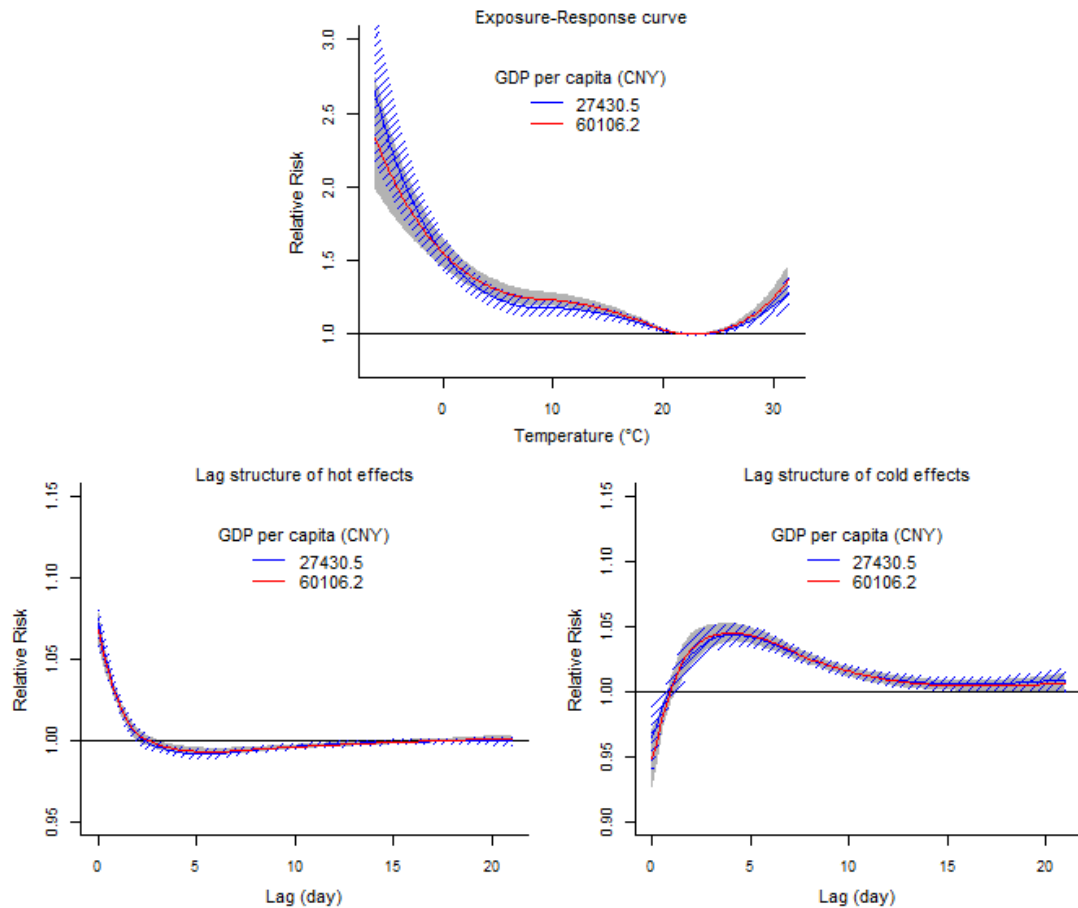 Exposure-Response curve
GDP per capita (CNY)
27430.5
60106.2
Relative Risk
3.0
2.5
2.0
1.5
1.0
0 10 20 30
Temperature (°C)
Lag structure of hot effects
GDP per capita (CNY)
27430.5
60106.2
Relative Risk
1.15
1.10
1.05
1.00
0.95
0 5 10 15 20
Lag (day)
Lag structure of cold effects
GDP per capita (CNY)
27430.5
60106.2
Relative Risk
1.15
1.10
1.05
1.00
0.95
0.90
0 5 10 15 20
Lag (day)